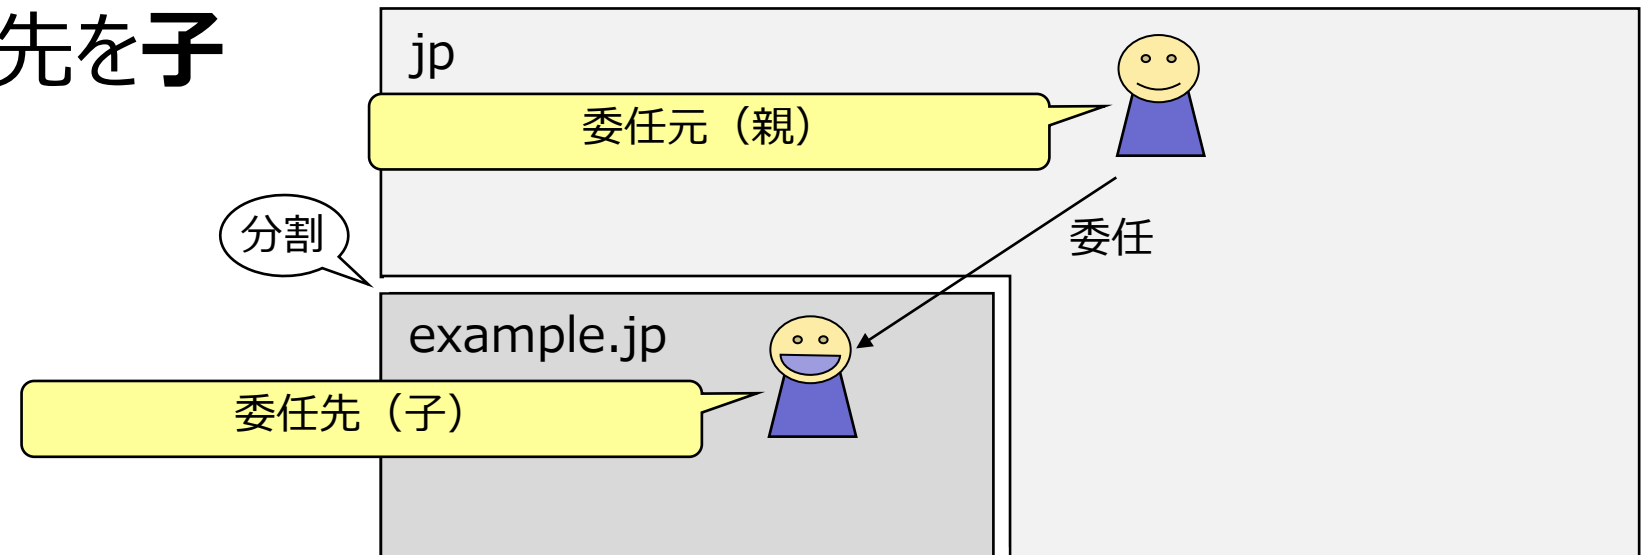 先を子
jp
委任元（親）
分割
委任
example.jp
委任先（子）